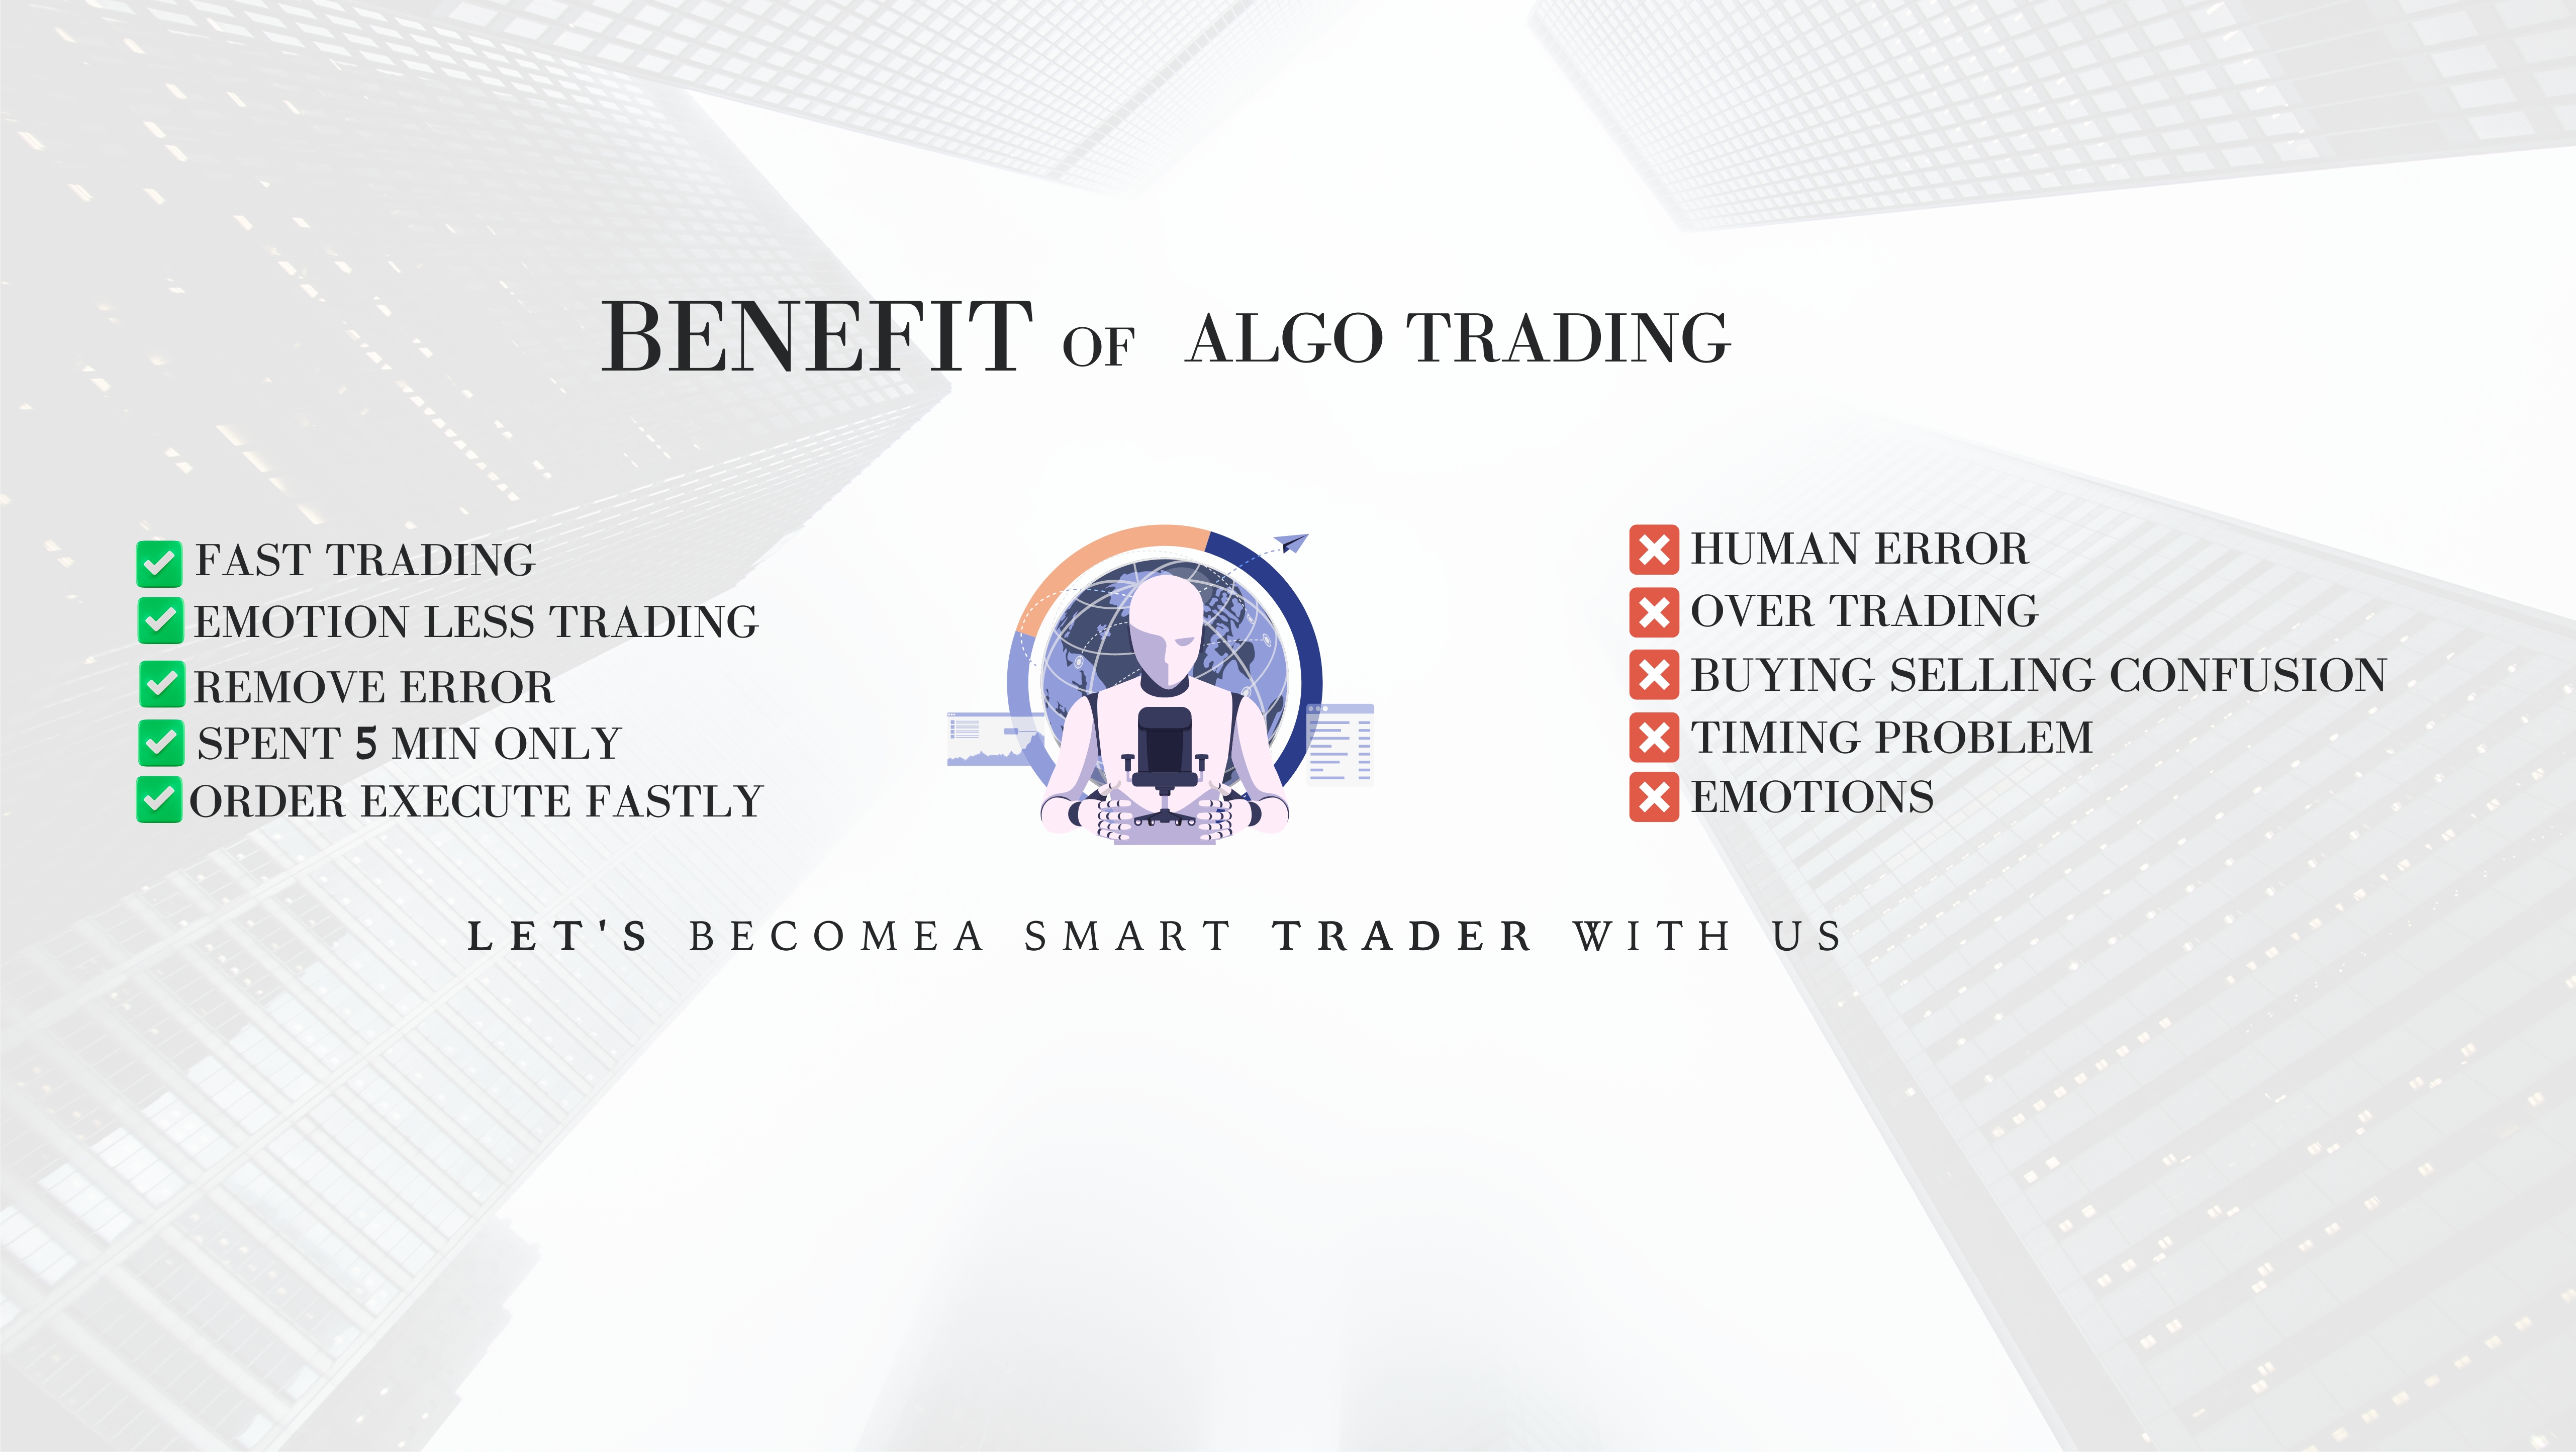 BENEFIT OF ALGO TRADING
FAST TRADING
EMOTION LESS TRADING
REMOVE ERROR
SPENT 5 MIN ONLY
ORDER EXECUTE FASTLY
HUMAN ERROR
OVER TRADING
BUYING SELLING CONFUSION
TIMING PROBLEM
EMOTIONS
LET'S BECOMEA SMART TRADER WITH US